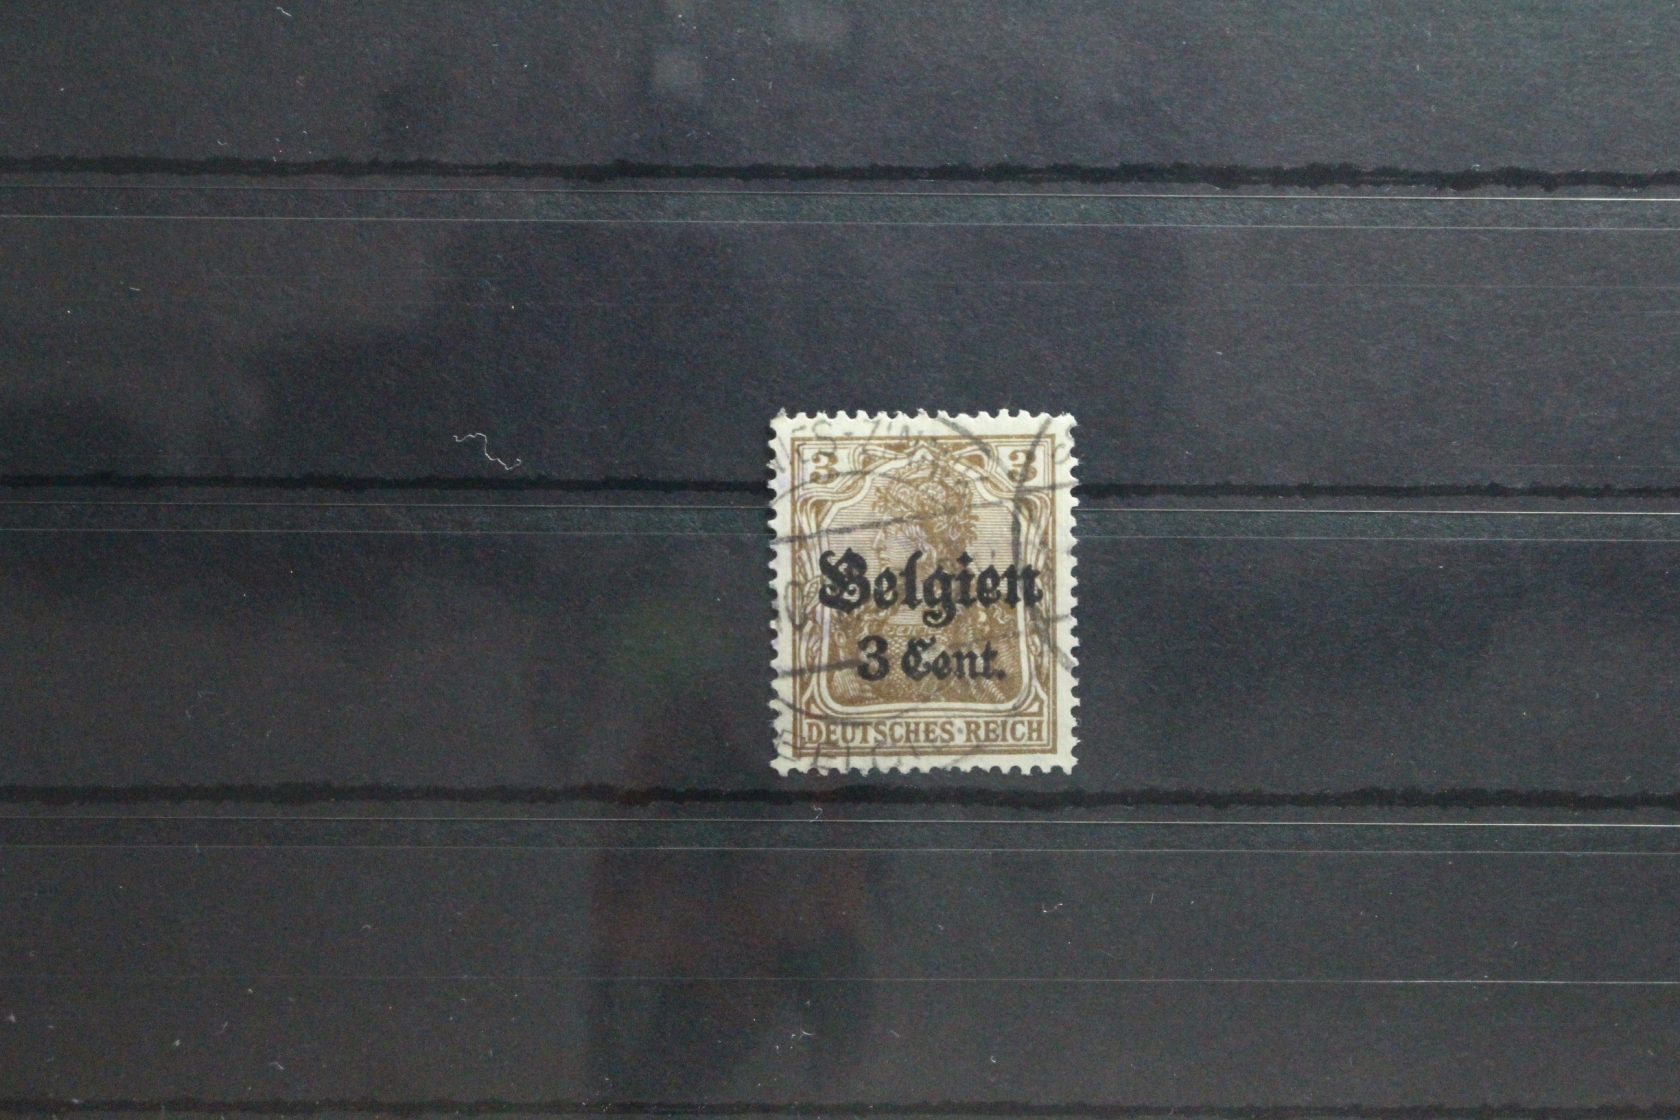 3 3
Belgien
3 Cent.
DEUTSCHES REICH